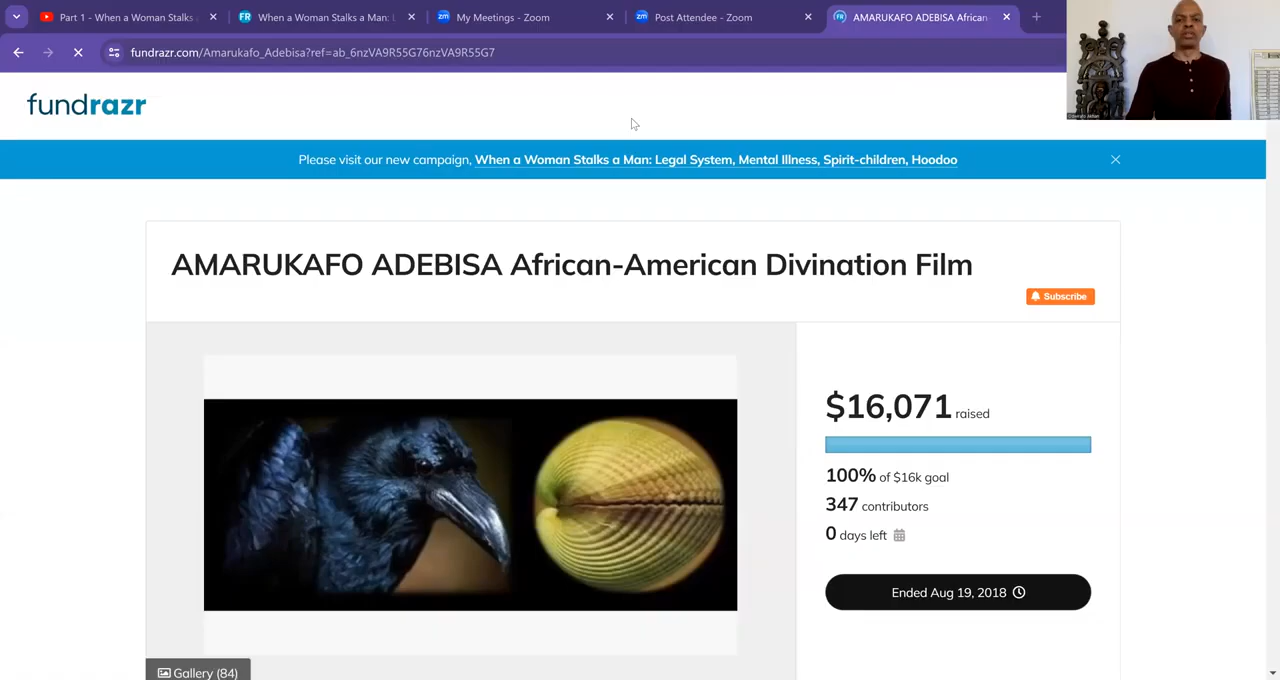 Part 1 - When a Woman Stalks
When a Woman Stalks a Man: L
My Meetings - Zoom
Post Attendee - Zoom
AMARUKAFO ADEBISA African-
fundrazr.com/Amarukafo_Adebisa?ref=ab_6nzVA9R55G76nzVA9R55G7
fundrazr
Please visit our new campaign, When a Woman Stalks a Man: Legal System, Mental Illness, Spirit-children, Hoodoo
AMARUKAFO ADEBISA African-American Divination Film
Subscribe
$16,071 raised
100% of $16k goal
347 contributors
0 days left
Ended Aug 19, 2018
Gallery (84)